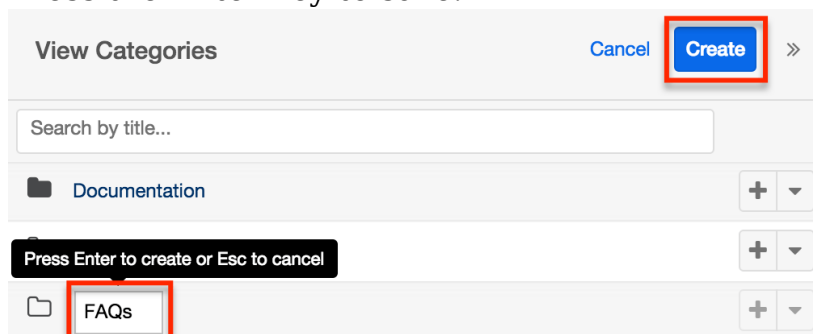 View Categories Cancel Create »
Search by title...
Documentation
Press Enter to create or Esc to cancel
FAQs